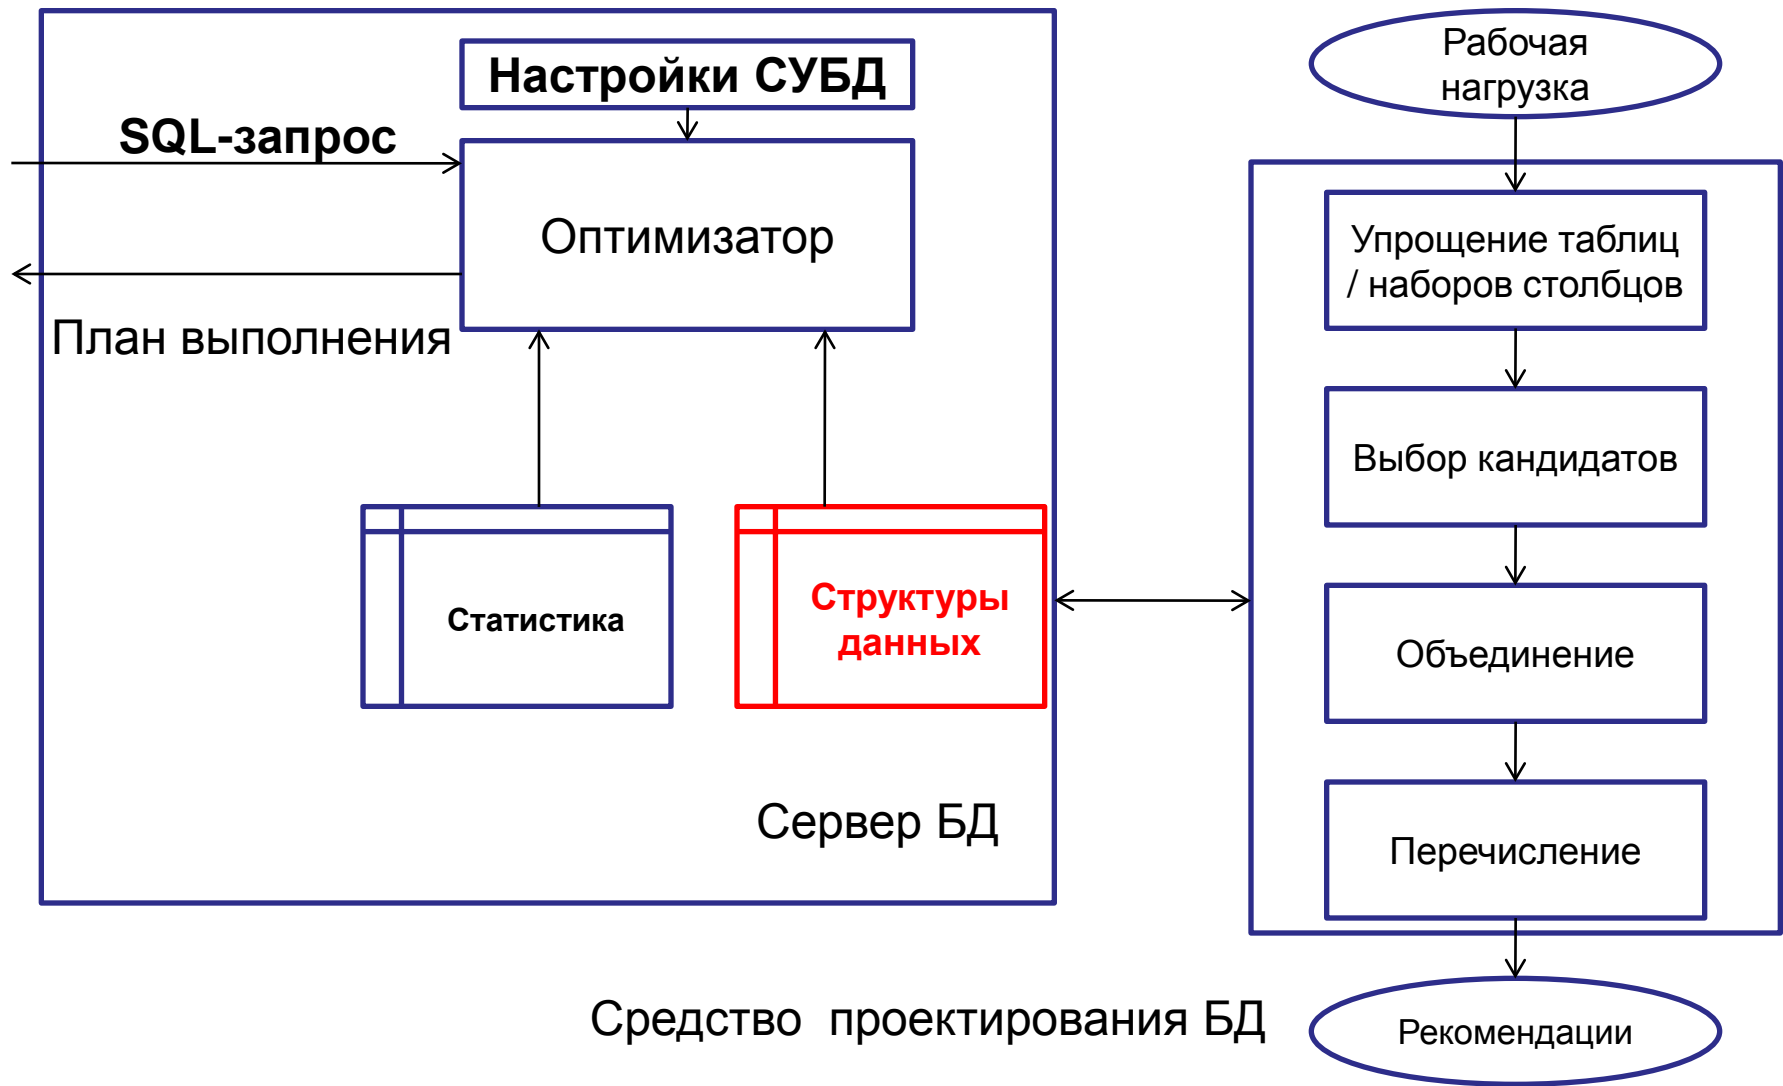 Настройки СУБД
SQL-запрос
Оптимизатор
План выполнения
Статистика
Структуры
данных
Сервер БД
Рабочая
нагрузка
Упрощение таблиц
/ наборов столбцов
Выбор кандидатов
Объединение
Перечисление
Средство проектирования БД
Рекомендации